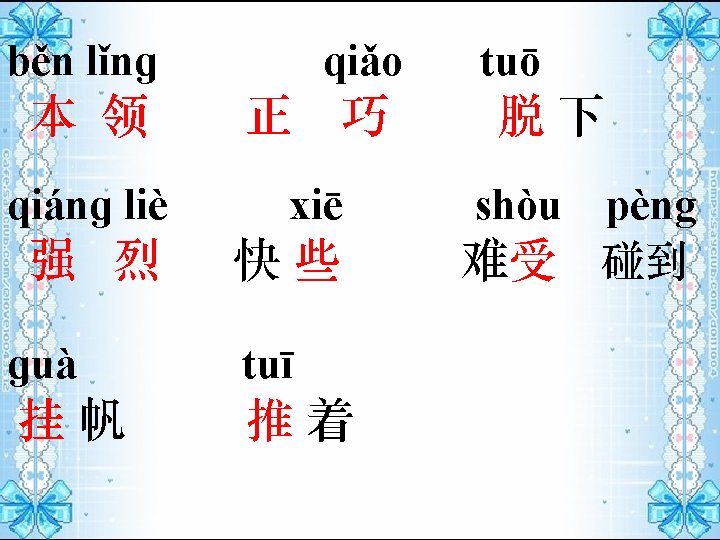 běn lǐng qiǎo tuō
本 领 正 巧 脱 下
qiáng liè xiē shòu pèng
强 烈 快 些 难受 碰到
guà tuī
挂 帆 推 着